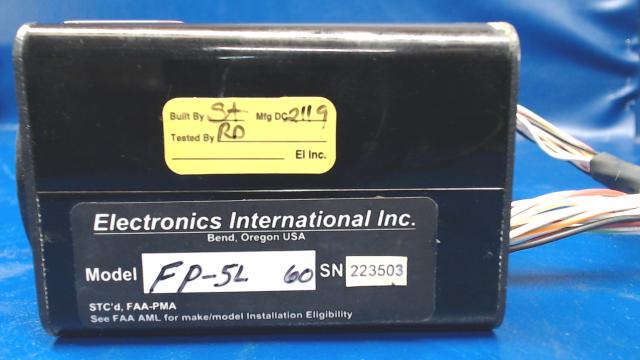 Built By SA Mfg DC 2119
Tested By RD
EI Inc.
Electronics International Inc.
Bend, Oregon USA
Model FP-5L 60 SN 223503
STC'd, FAA-PMA
See FAA AML for make/model Installation Eligibility